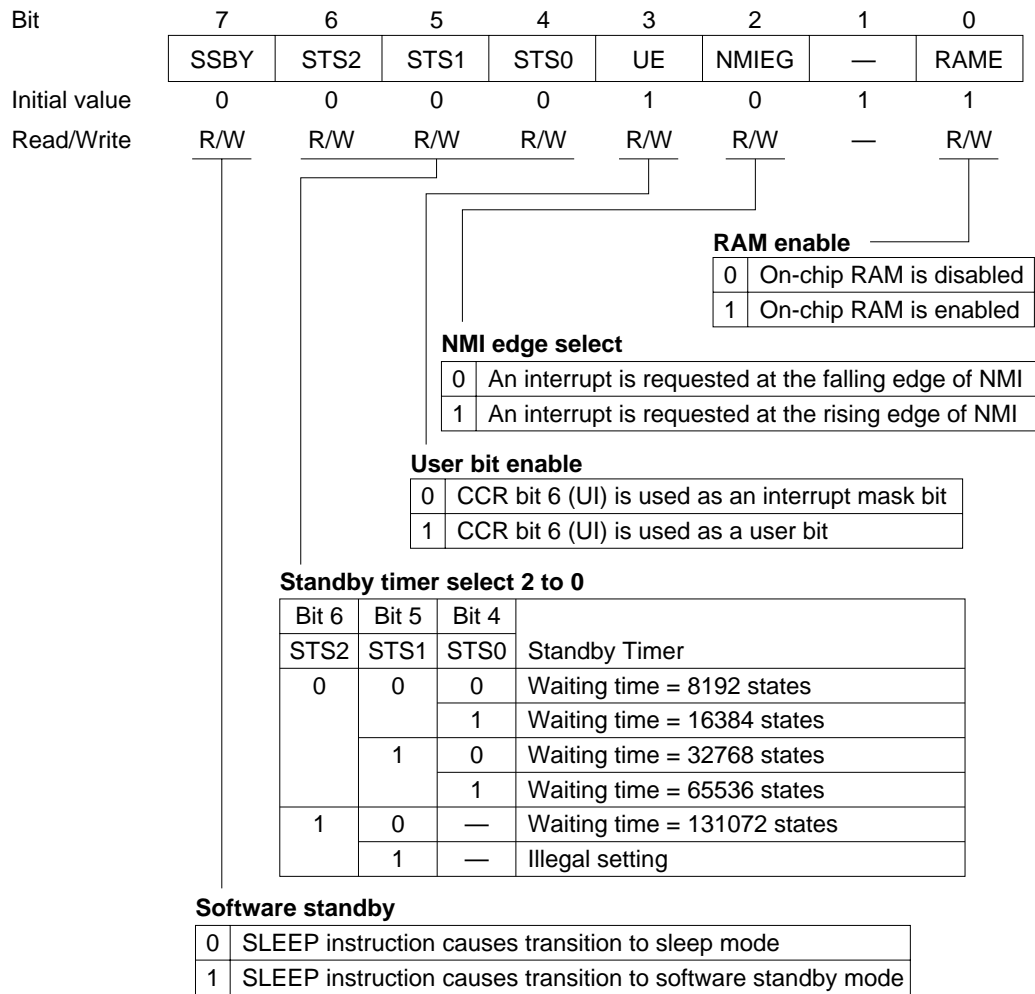 Bit 7 6 5 4 3 2 1 0
SSBY STS2 STS1 STS0 UE NMIEG — RAME
Initial value 0 0 0 0 1 0 1 1
Read/Write R/W R/W R/W R/W R/W R/W — R/W
RAM enable
0 On-chip RAM is disabled
1 On-chip RAM is enabled
NMI edge select
0 An interrupt is requested at the falling edge of NMI
1 An interrupt is requested at the rising edge of NMI
User bit enable
0 CCR bit 6 (UI) is used as an interrupt mask bit
1 CCR bit 6 (UI) is used as a user bit
Standby timer select 2 to 0
Bit 6 Bit 5 Bit 4
STS2 STS1 STS0 Standby Timer
0 0 0 Waiting time = 8192 states
1 Waiting time = 16384 states
1 0 Waiting time = 32768 states
1 Waiting time = 65536 states
1 0 — Waiting time = 131072 states
1 — Illegal setting
Software standby
0 SLEEP instruction causes transition to sleep mode
1 SLEEP instruction causes transition to software standby mode